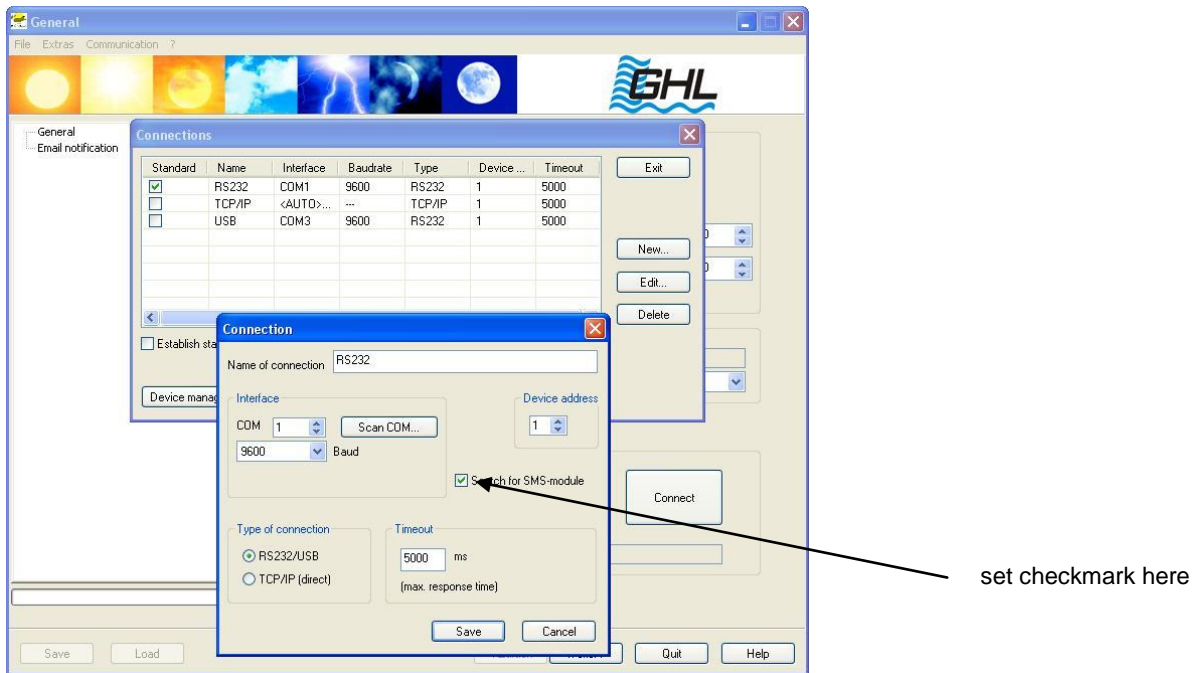 General
File Extras Communication ?
GHL
General
Email notification
Connections
Standard Name Interface Baudrate Type Device ... Timeout
RS232 COM1 9600 RS232 1 5000
TCP/IP <AUTO>... --- TCP/IP 1 5000
USB COM3 9600 RS232 1 5000
Exit
New...
Edit...
Delete
Establish sta
Device manag
Connection
Name of connection RS232
Interface
COM 1 Scan COM...
9600 Baud
Device address
1
Search for SMS-module
Type of connection
RS232/USB
TCP/IP (direct)
Timeout
5000 ms
(max. response time)
Save Cancel
Connect
set checkmark here
Save Load Quit Help